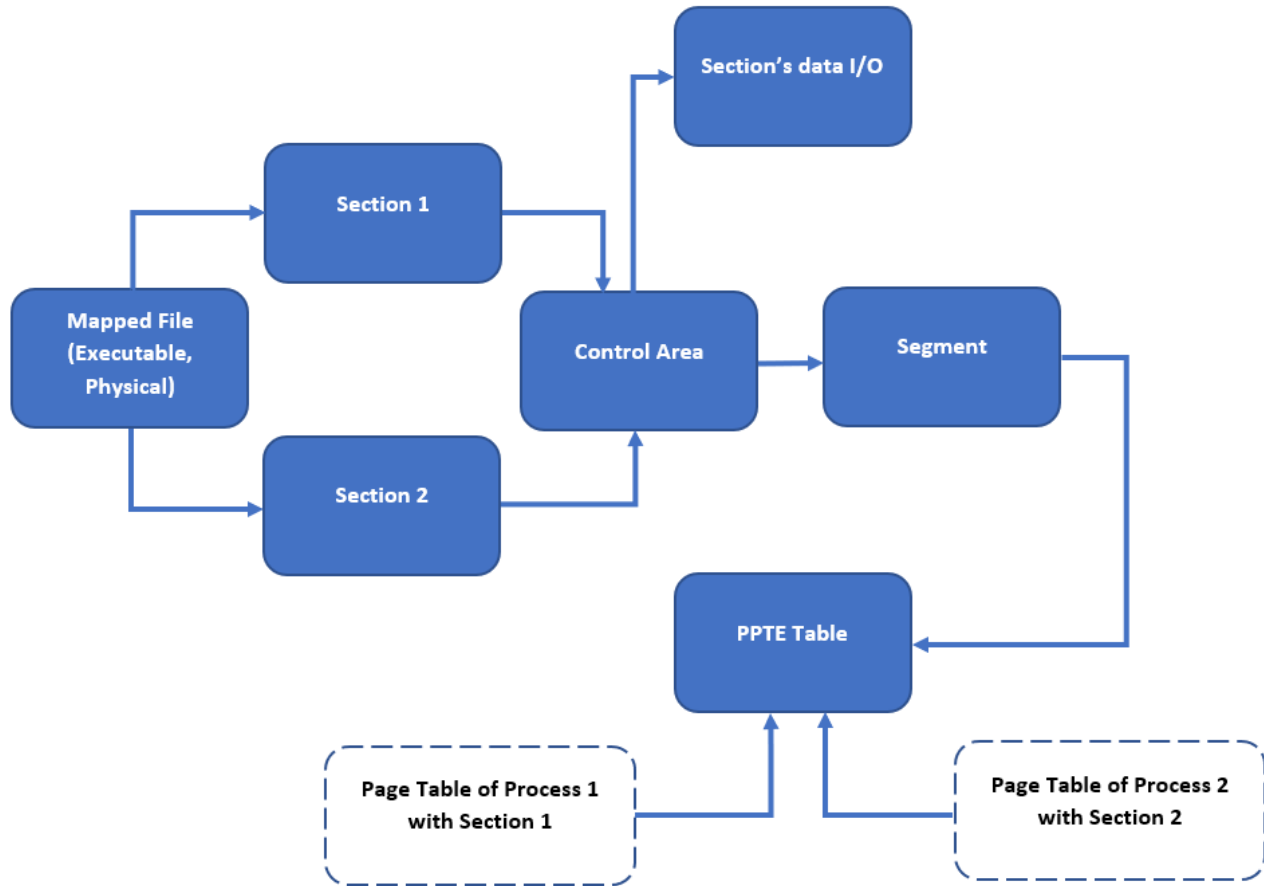 Section’s data I/O
Section 1
Mapped File
(Executable,
Physical)
Control Area
Segment
Section 2
PPTE Table
Page Table of Process 1
with Section 1
Page Table of Process 2
with Section 2